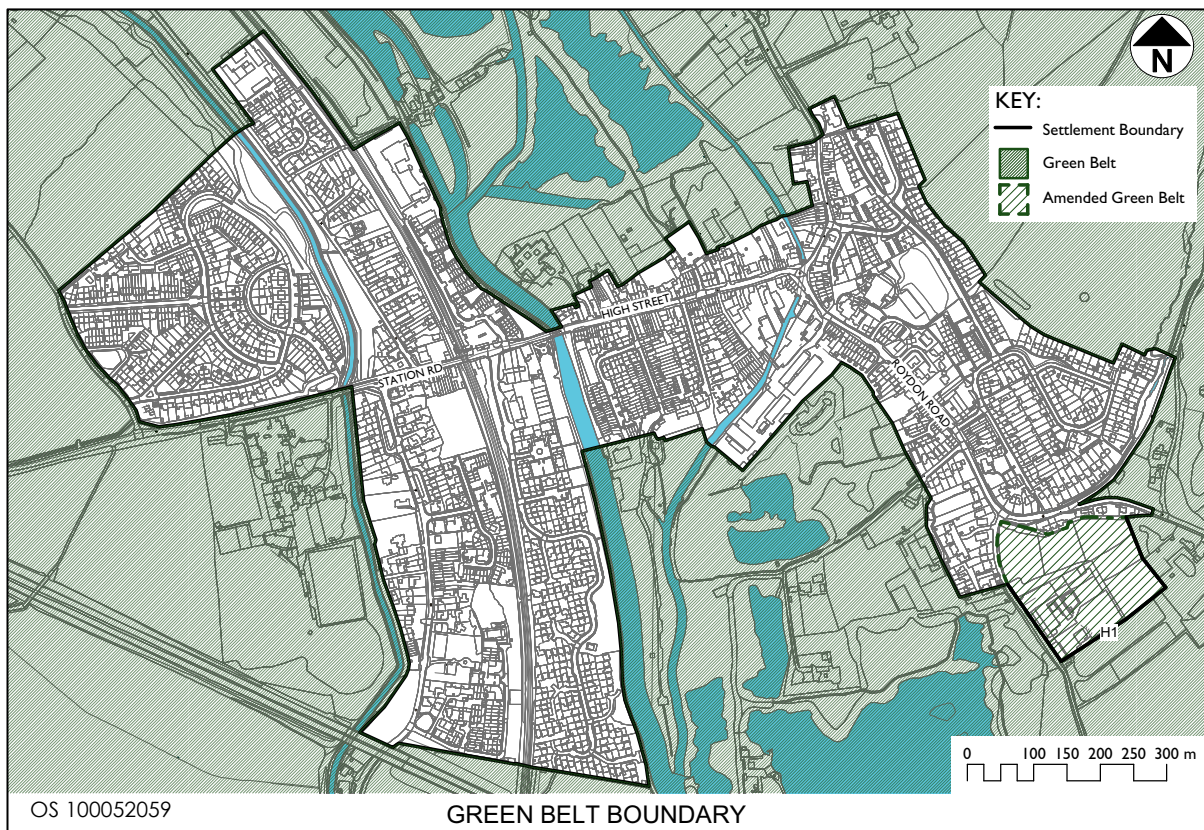 N
KEY:
Settlement Boundary
Green Belt
Amended Green Belt
HIGH STREET
STATION RD
ROYDON ROAD
H1
0 100 150 200 250 300 m
OS 100052059
GREEN BELT BOUNDARY